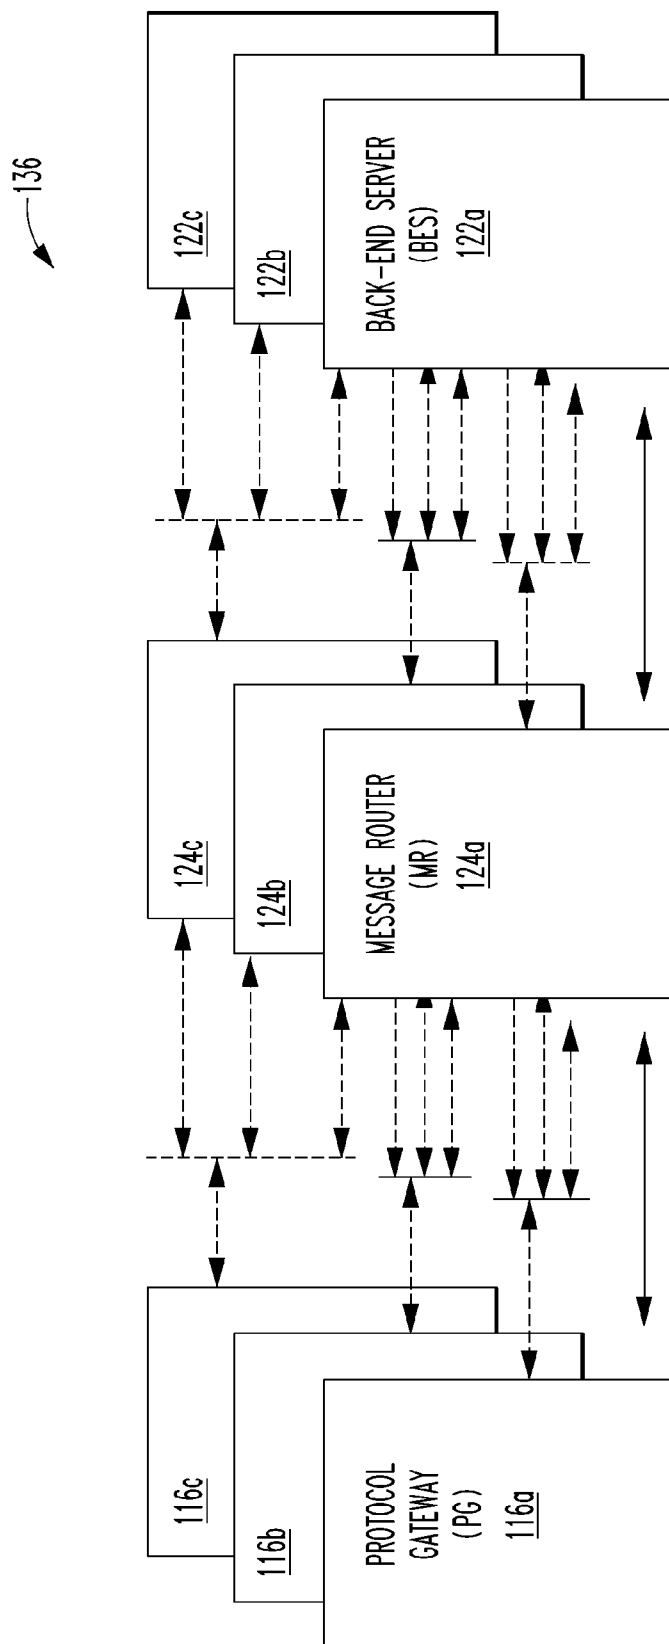 136
122c
122b
BACK-END SERVER
(BES)
122a
124c
124b
MESSAGE ROUTER
(MR)
124a
116c
116b
PROTOCOL
GATEWAY
(PG)
116a